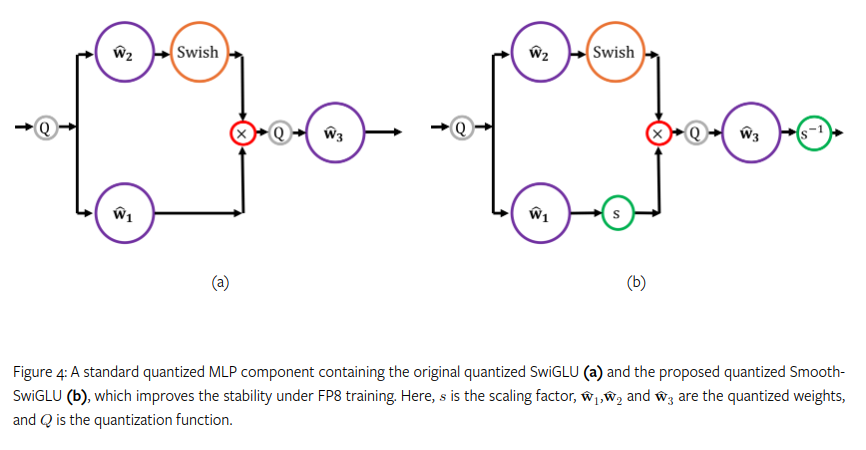 ŵ₂ Swish ŵ₂ Swish
Q × Q ŵ₃ Q × Q ŵ₃ s⁻¹
ŵ₁ ŵ₁ s
(a) (b)
Figure 4: A standard quantized MLP component containing the original quantized SwiGLU (a) and the proposed quantized Smooth-
SwiGLU (b), which improves the stability under FP8 training. Here, s is the scaling factor, ŵ₁,ŵ₂ and ŵ₃ are the quantized weights,
and Q is the quantization function.